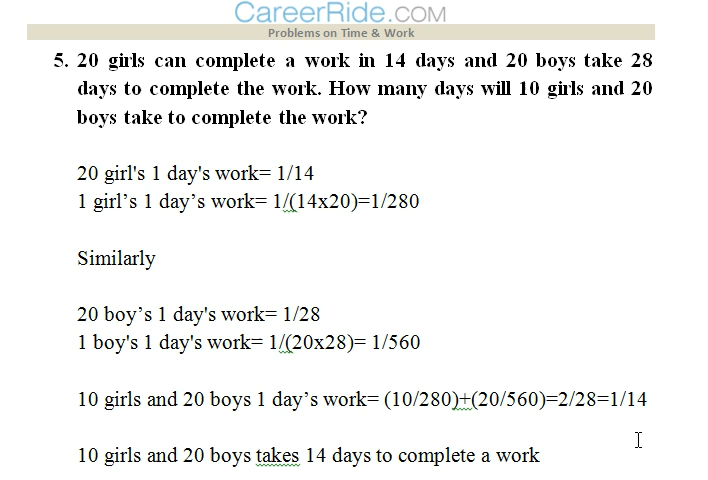 CareerRide.COM
Problems on Time & Work
5. 20 girls can complete a work in 14 days and 20 boys take 28
days to complete the work. How many days will 10 girls and 20
boys take to complete the work?
20 girl's 1 day's work= 1/14
1 girl’s 1 day’s work= 1/(14x20)=1/280
Similarly
20 boy’s 1 day's work= 1/28
1 boy's 1 day's work= 1/(20x28)= 1/560
10 girls and 20 boys 1 day’s work= (10/280)+(20/560)=2/28=1/14
10 girls and 20 boys takes 14 days to complete a work